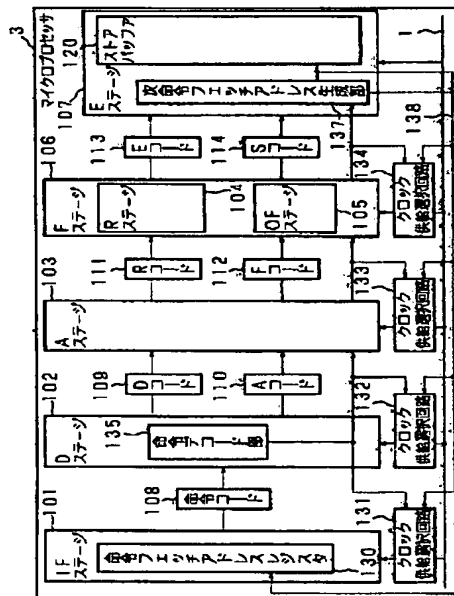 3
マイクロプロセッサ
101
IFステージ
命令フェッチアドレスレジスタ
130
108
命令コード
102
Dステージ
135
命令デコード部
109
Dコード
110
Aコード
103
Aステージ
111
Rコード
112
Fコード
106
Fステージ
Rステージ
104
OFステージ
105
113
Eコード
114
Sコード
107
Eステージ
120
ストアバッファ
次命令フェッチアドレス生成部
137
131
クロック
供給選択回路
132
クロック
供給選択回路
133
クロック
供給選択回路
134
クロック
供給選択回路
138
1